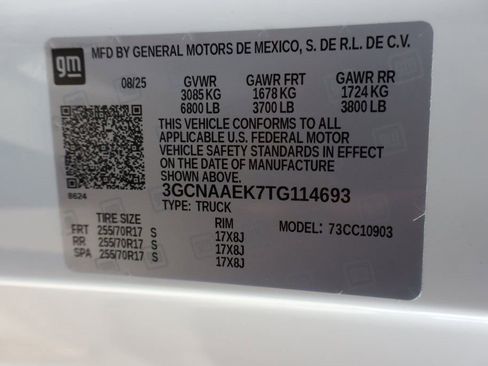 gm
MFD BY GENERAL MOTORS DE MEXICO, S. DE R.L. DE C.V.
08/25 GVWR GAWR FRT GAWR RR
3085 KG 1678 KG 1724 KG
6800 LB 3700 LB 3800 LB
THIS VEHICLE CONFORMS TO ALL
APPLICABLE U.S. FEDERAL MOTOR
VEHICLE SAFETY STANDARDS IN EFFECT
ON THE DATE OF MANUFACTURE
SHOWN ABOVE.
8624 3GCNAAEK7TG114693
TYPE: TRUCK
TIRE SIZE RIM MODEL: 73CC10903
FRT 255/70R17 S 17X8J
RR 255/70R17 S 17X8J
SPA 255/70R17 S 17X8J